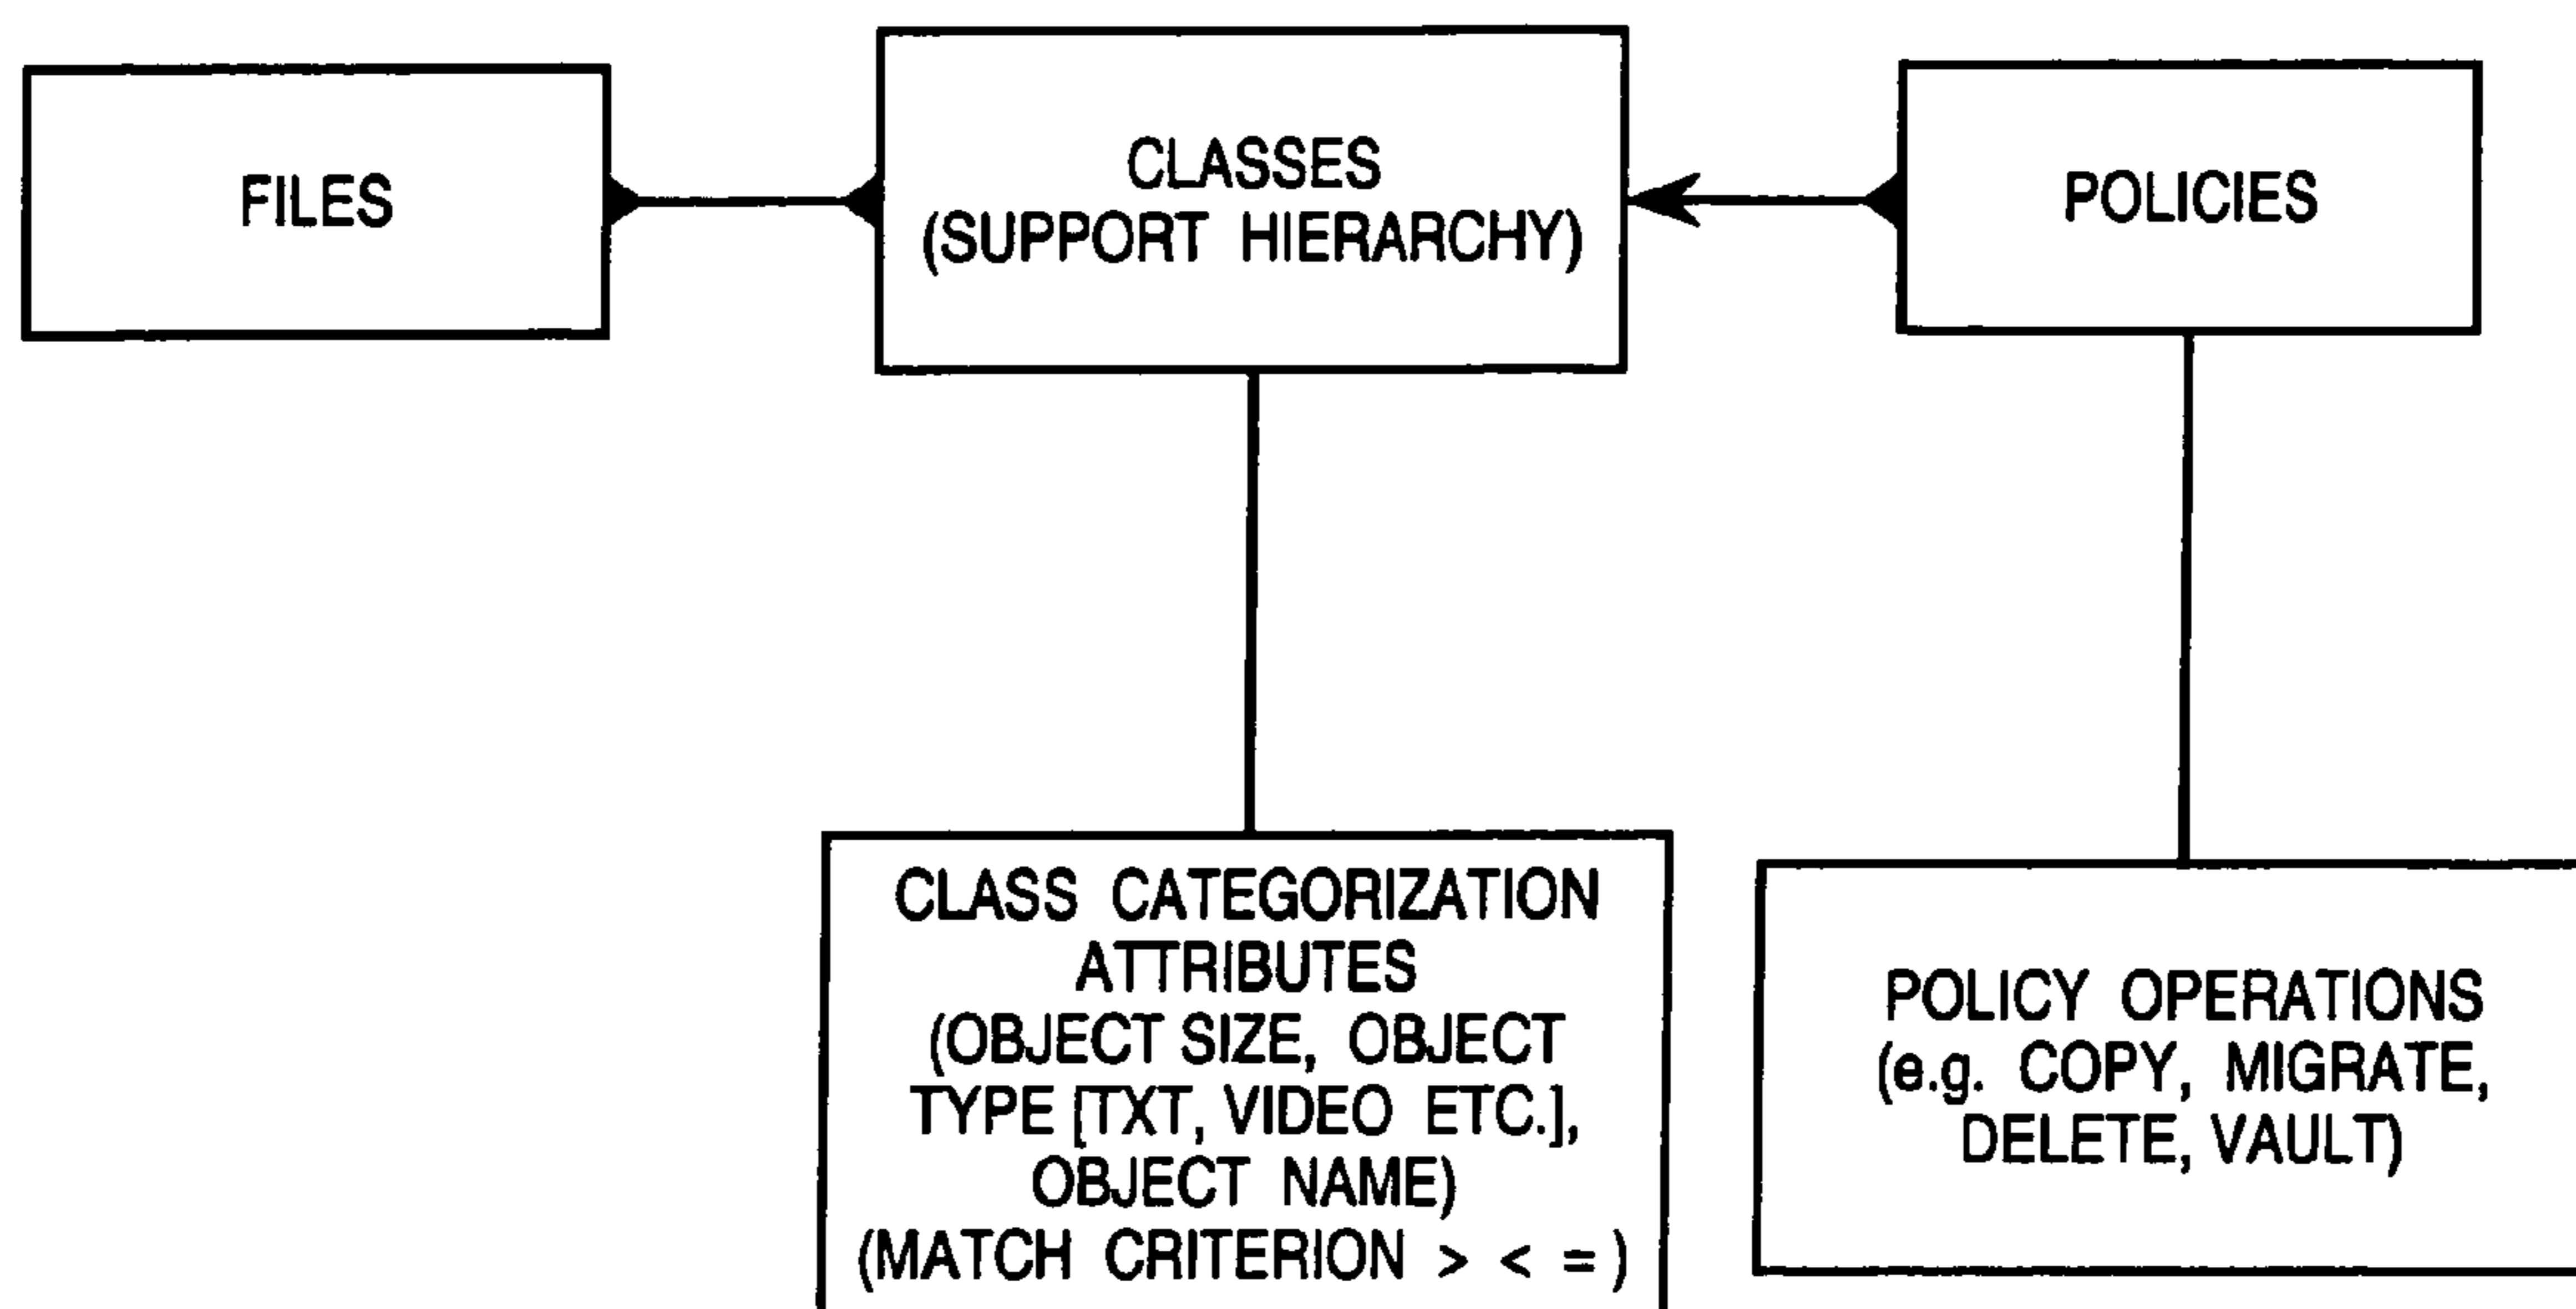 FILES
CLASSES
(SUPPORT HIERARCHY)
POLICIES
CLASS CATEGORIZATION
ATTRIBUTES
(OBJECT SIZE, OBJECT
TYPE [TXT, VIDEO ETC.],
OBJECT NAME)
(MATCH CRITERION > < = )
POLICY OPERATIONS
(e.g. COPY, MIGRATE,
DELETE, VAULT)